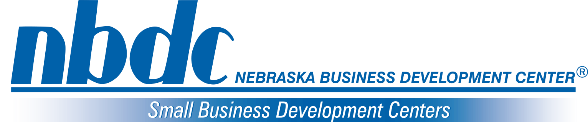 nbdc NEBRASKA BUSINESS DEVELOPMENT CENTER®
Small Business Development Centers